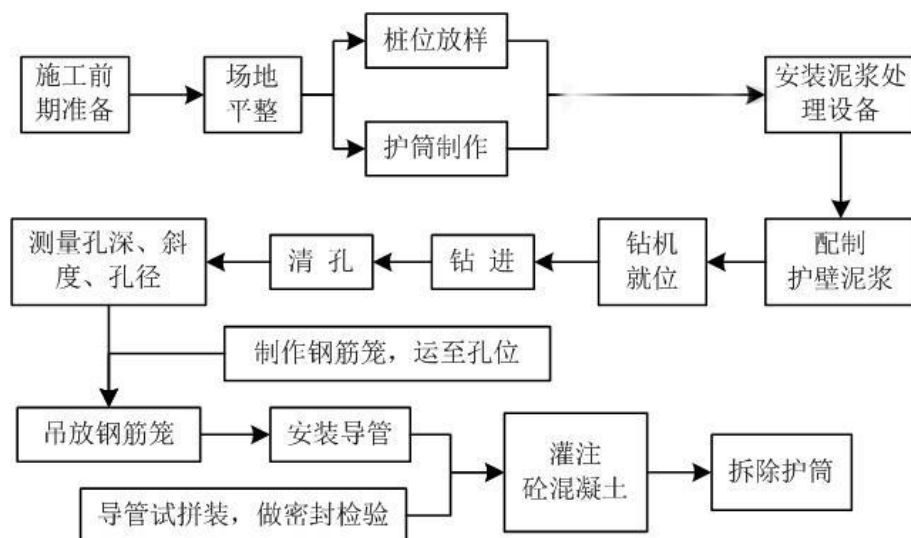 施工前
期准备
场地
平整
桩位放样
护筒制作
安装泥浆处
理设备
配制
护壁泥浆
钻机
就位
钻 进
清 孔
测量孔深、斜
度、孔径
制作钢筋笼，运至孔位
吊放钢筋笼
安装导管
导管试拼装，做密封检验
灌注
砼混凝土
拆除护筒